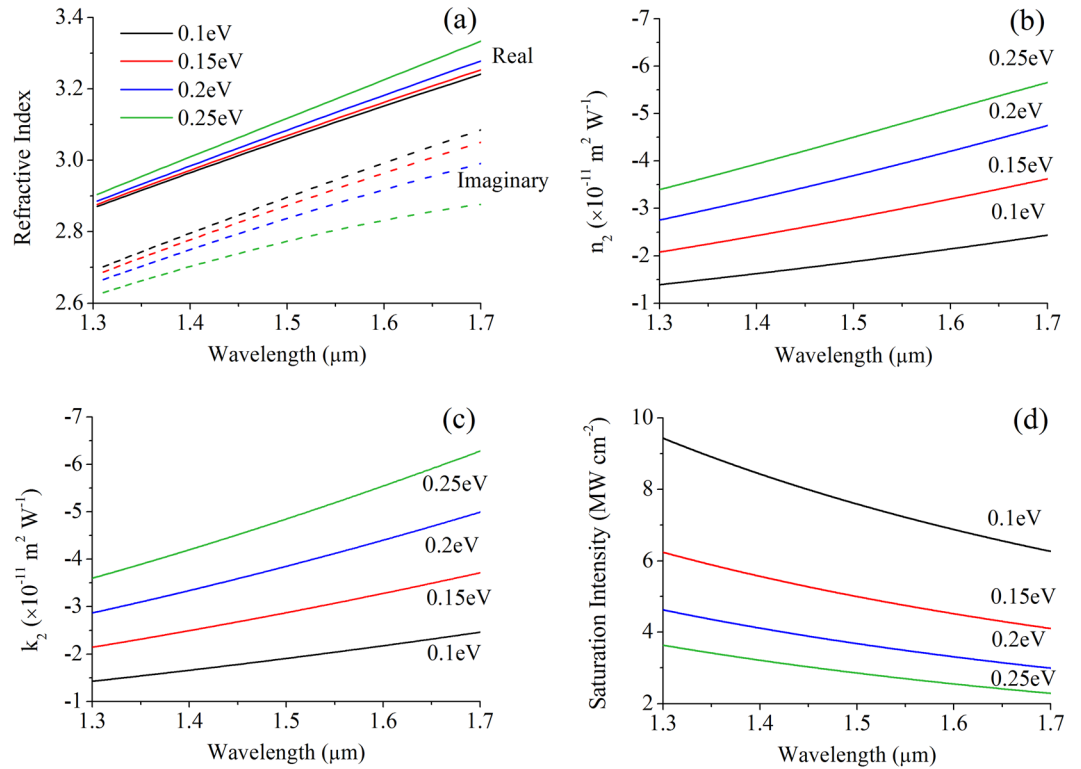 (a)
3.4
3.2
3.0
2.8
2.6
Refractive Index
0.1eV
0.15eV
0.2eV
0.25eV
Real
Imaginary
1.3 1.4 1.5 1.6 1.7
Wavelength (μm)
(b)
-7
-6
-5
-4
-3
-2
-1
n₂ (×10⁻¹¹ m² W⁻¹)
0.25eV
0.2eV
0.15eV
0.1eV
1.3 1.4 1.5 1.6 1.7
Wavelength (μm)
(c)
-7
-6
-5
-4
-3
-2
-1
k₂ (×10⁻¹¹ m² W⁻¹)
0.25eV
0.2eV
0.15eV
0.1eV
1.3 1.4 1.5 1.6 1.7
Wavelength (μm)
(d)
10
8
6
4
2
Saturation Intensity (MW cm⁻²)
0.1eV
0.15eV
0.2eV
0.25eV
1.3 1.4 1.5 1.6 1.7
Wavelength (μm)